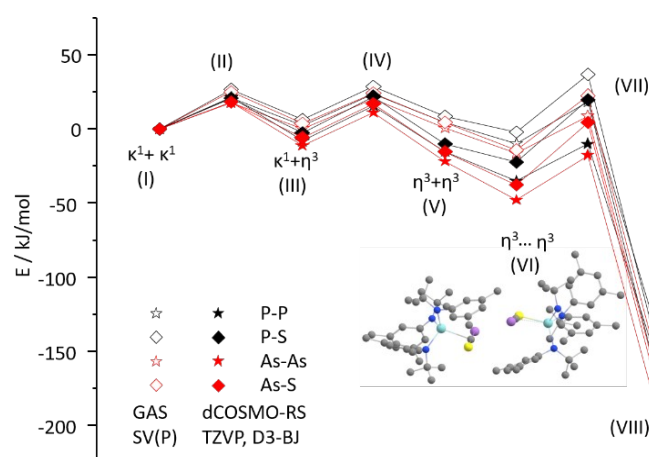 50
(II)
(IV)
(VII)
0
κ¹+ κ¹
(I)
κ¹+η³
(III)
η³+η³
(V)
-50
η³... η³
(VI)
E / kJ/mol
-100
P-P
P-S
-150
As-As
As-S
-200
GAS dCOSMO-RS
SV(P) TZVP, D3-BJ
(VIII)